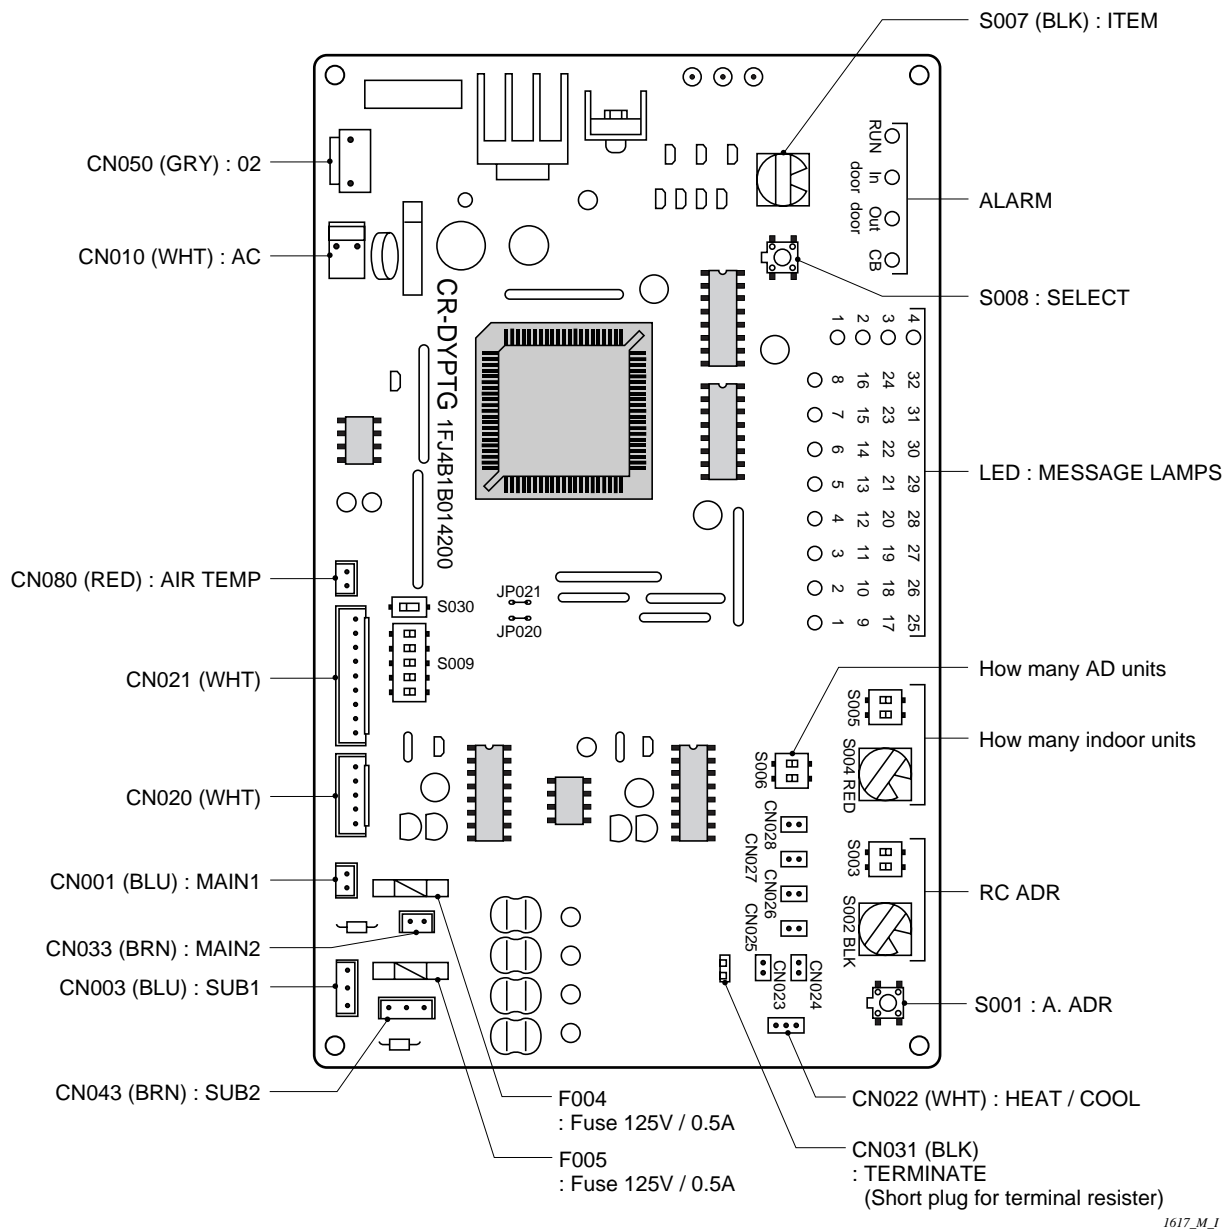 S007 (BLK) : ITEM
CN050 (GRY) : 02
RUN
In door
Out door
CB
ALARM
CN010 (WHT) : AC
S008 : SELECT
CR-DYPTG 1FJ4B1B014200
1 2 3 4
8 16 24 32
7 15 23 31
6 14 22 30
5 13 21 29
4 12 20 28
3 11 19 27
2 10 18 26
1 9 17 25
LED : MESSAGE LAMPS
CN080 (RED) : AIR TEMP
JP021
JP020
S030
S009
CN021 (WHT)
How many AD units
S005
S004 RED
How many indoor units
S006
CN020 (WHT)
CN028
CN027
CN026
CN025
S003
S002 BLK
RC ADR
CN001 (BLU) : MAIN1
CN033 (BRN) : MAIN2
CN003 (BLU) : SUB1
CN023
CN024
S001 : A. ADR
CN043 (BRN) : SUB2
F004
: Fuse 125V / 0.5A
F005
: Fuse 125V / 0.5A
CN022 (WHT) : HEAT / COOL
CN031 (BLK)
: TERMINATE
(Short plug for terminal resister)
1617_M_I